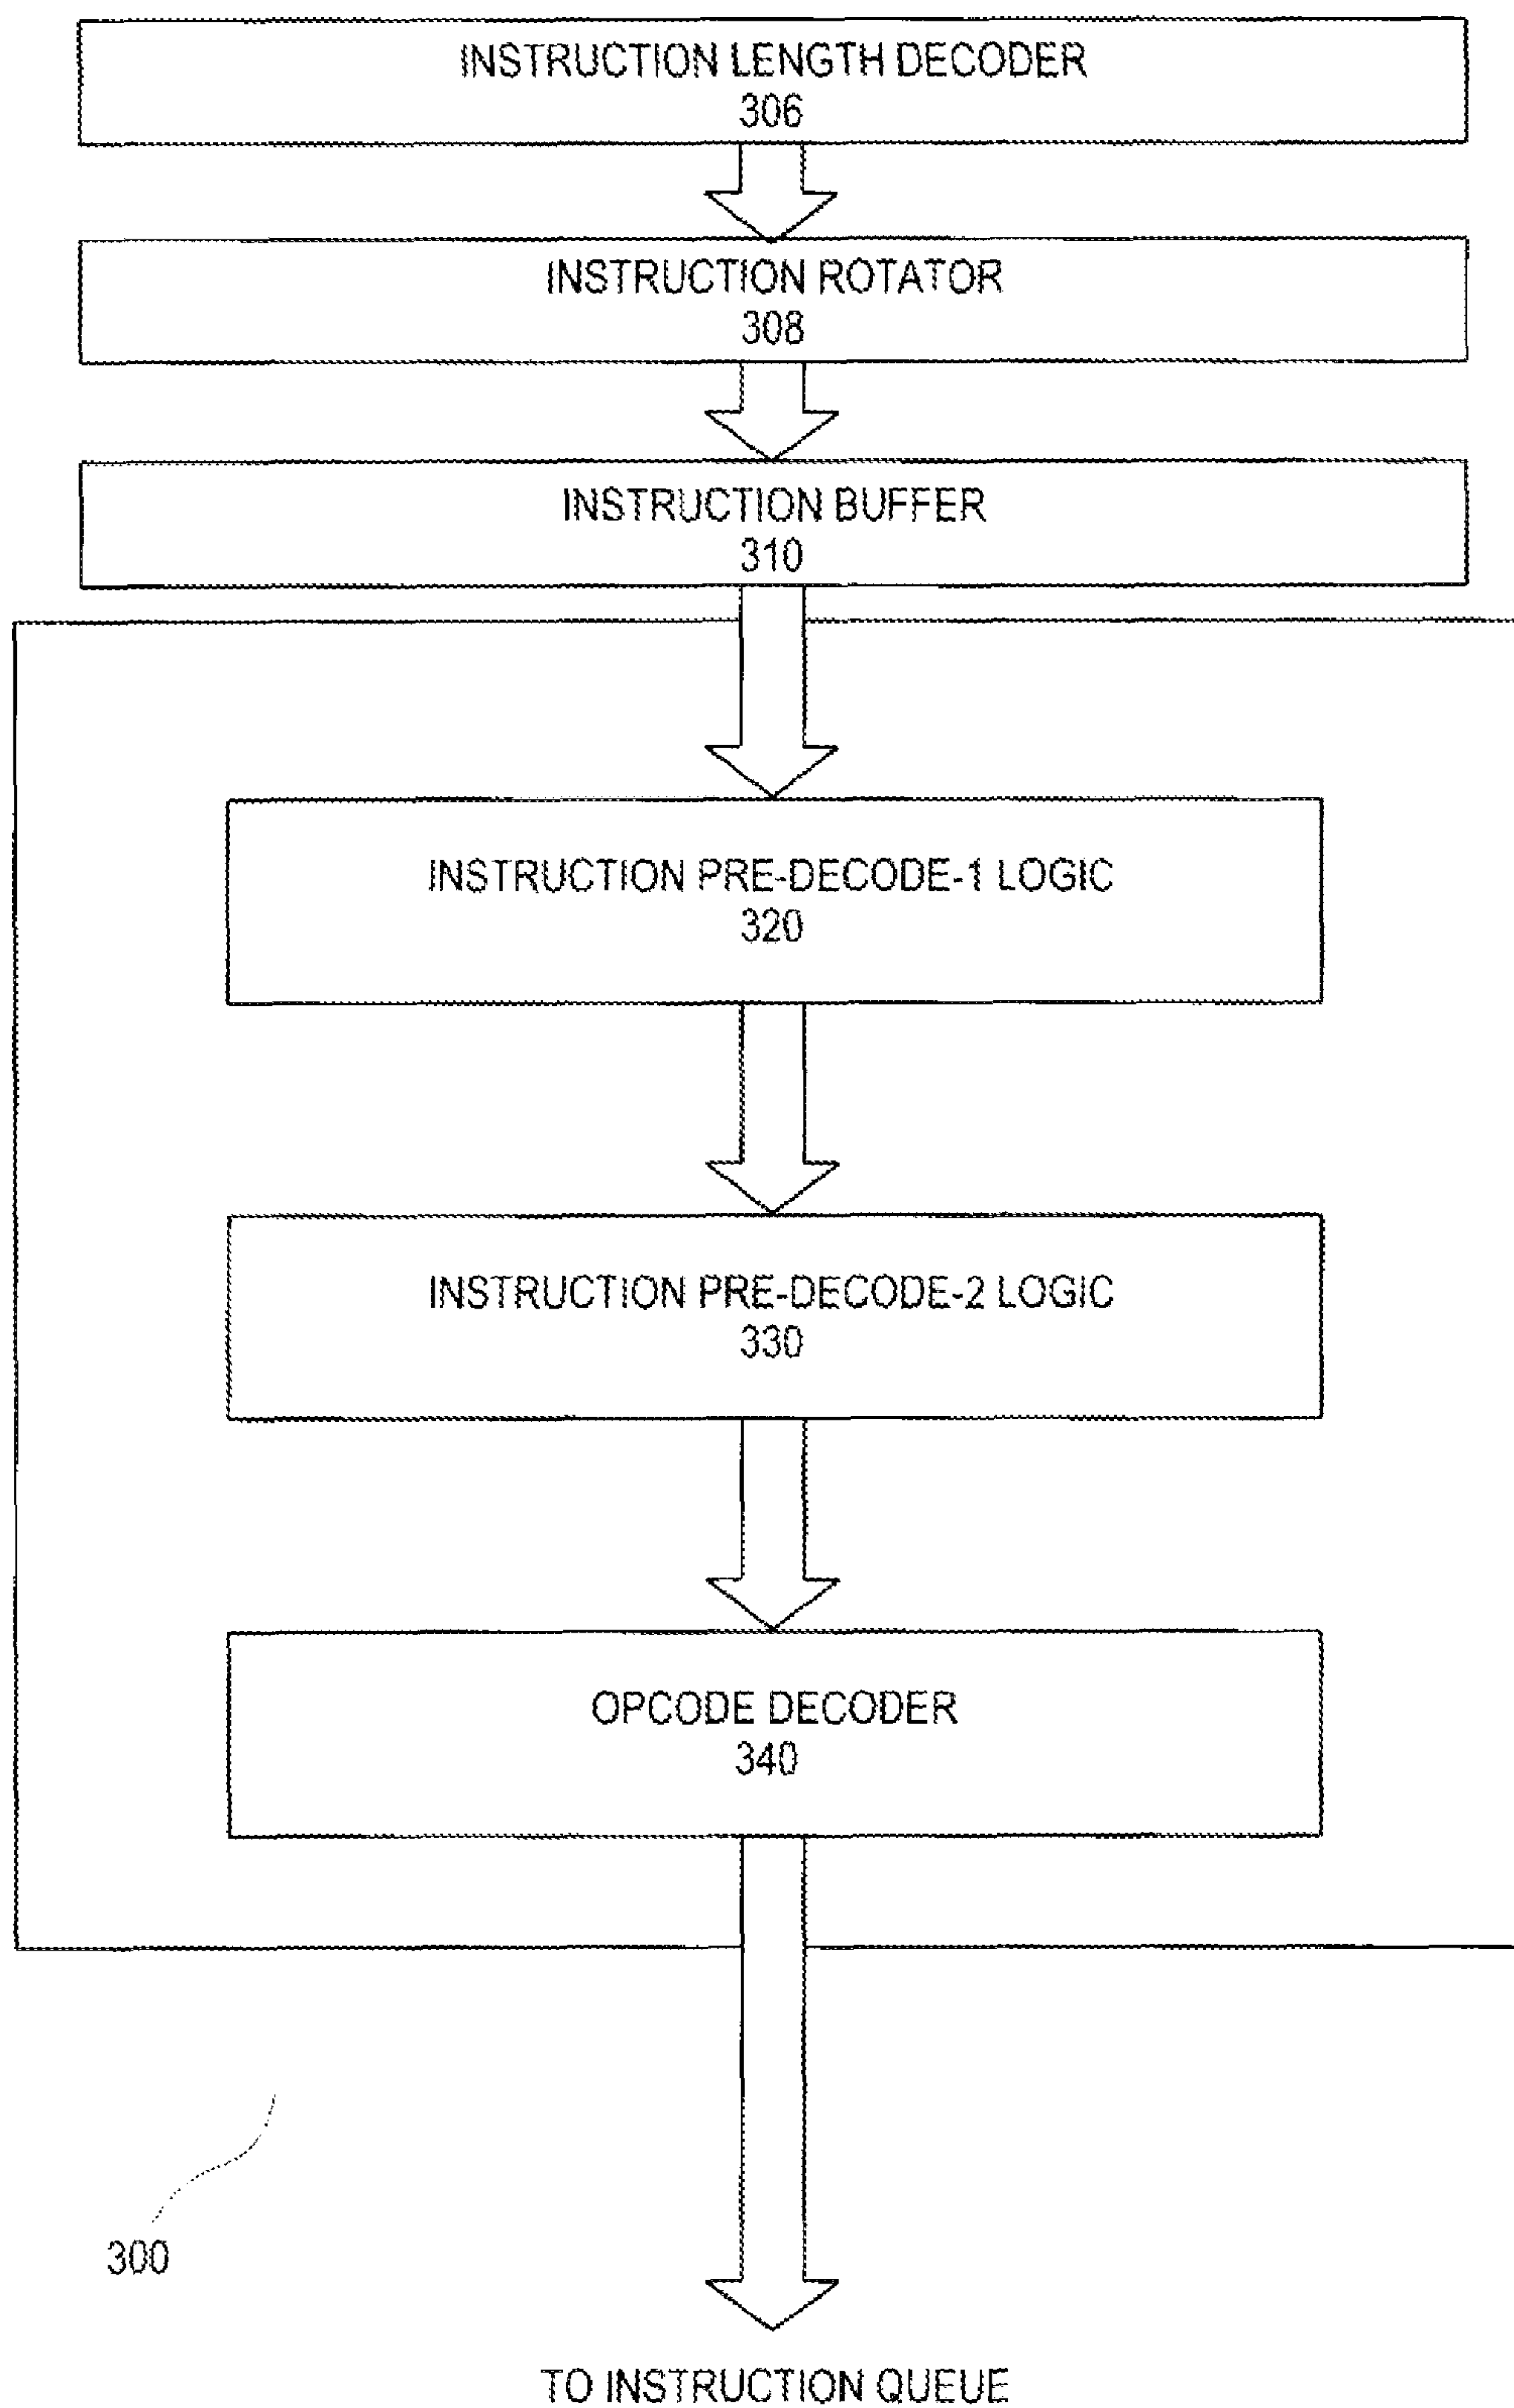 INSTRUCTION LENGTH DECODER
306
INSTRUCTION ROTATOR
308
INSTRUCTION BUFFER
310
INSTRUCTION PRE-DECODE-1 LOGIC
320
INSTRUCTION PRE-DECODE-2 LOGIC
330
OPCODE DECODER
340
300
TO INSTRUCTION QUEUE